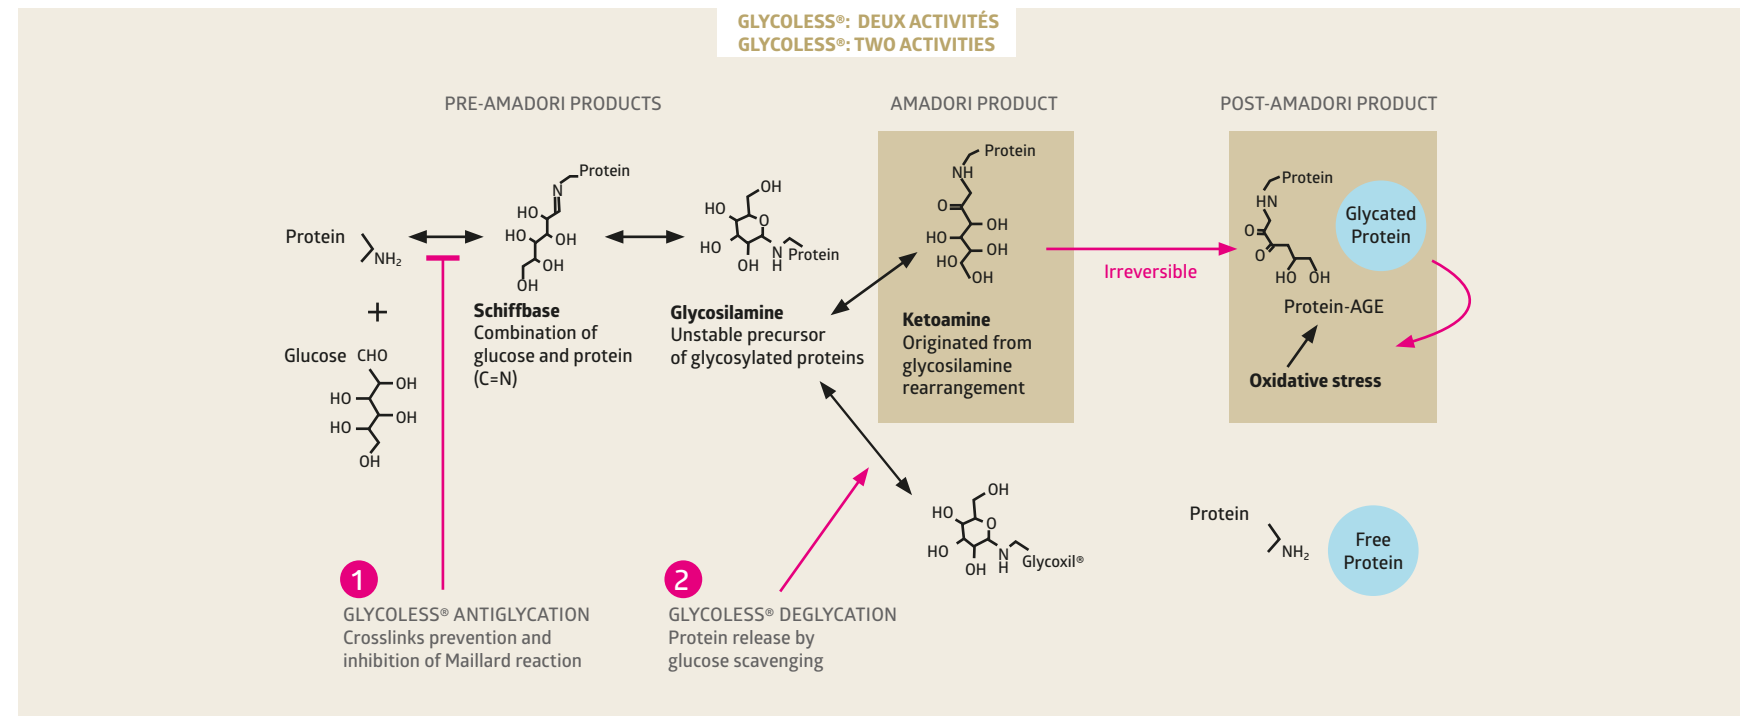 GLYCOLESS®: DEUX ACTIVITÉS
GLYCOLESS®: TWO ACTIVITIES
PRE-AMADORI PRODUCTS
AMADORI PRODUCT
POST-AMADORI PRODUCT
Protein
NH₂
+
Glucose
CHO
OH
HO
OH
HO
OH
Protein
N
HO
HO
OH
OH
OH
Schiffbase
Combination of
glucose and protein
(C=N)
OH
HO
O
HO
OH
N
H
Protein
Glycosilamine
Unstable precursor
of glycosylated proteins
Protein
NH
O
OH
HO
OH
HO
OH
Ketoamine
Originated from
glycosilamine
rearrangement
Irreversible
Protein
HN
O
O
HO
OH
Glycated
Protein
Protein-AGE
Oxidative stress
OH
HO
O
HO
OH
N
H
Glycoxil®
Protein
NH₂
Free
Protein
1
GLYCOLESS® ANTIGLYCATION
Crosslinks prevention and
inhibition of Maillard reaction
2
GLYCOLESS® DEGLYCATION
Protein release by
glucose scavenging